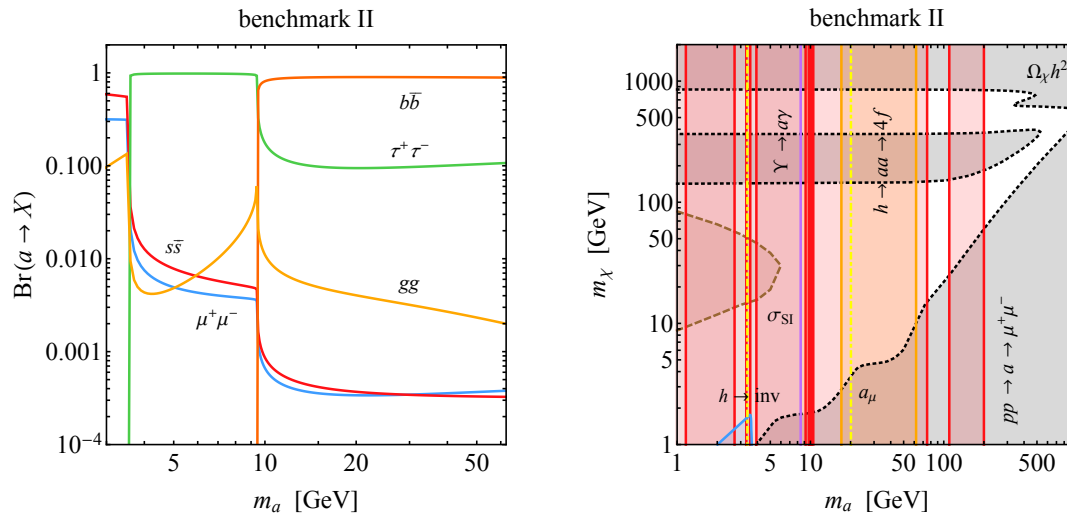 benchmark II
Br(a → X)
1
0.100
0.010
0.001
10⁻⁴
bb̄
τ⁺τ⁻
ss̄
gg
μ⁺μ⁻
5
10
20
50
mₐ [GeV]
benchmark II
m_χ [GeV]
1000
500
100
50
10
5
1
Ω_χh²
Υ → aγ
h → aa → 4f
σ_SI
h → inv
a_μ
pp → a → μ⁺μ⁻
1
5
10
50
100
500
mₐ [GeV]